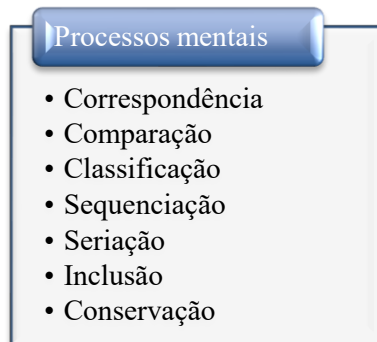 Processos mentais
• Correspondência
• Comparação
• Classificação
• Sequenciação
• Seriação
• Inclusão
• Conservação